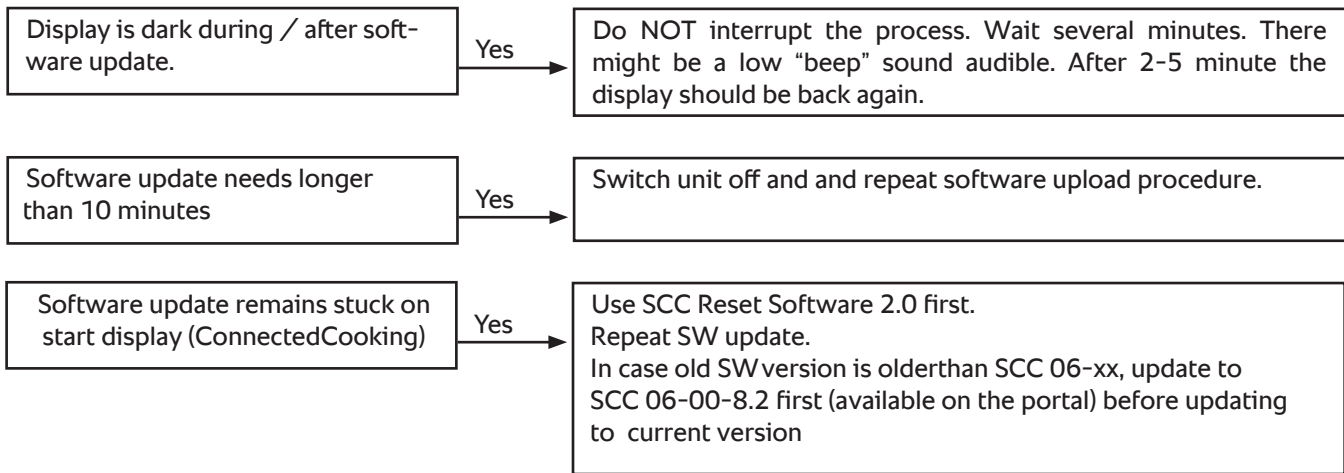 Display is dark during / after soft-
ware update.
Yes
Do NOT interrupt the process. Wait several minutes. There
might be a low “beep” sound audible. After 2-5 minute the
display should be back again.
Software update needs longer
than 10 minutes
Yes
Switch unit off and and repeat software upload procedure.
Software update remains stuck on
start display (ConnectedCooking)
Yes
Use SCC Reset Software 2.0 first.
Repeat SW update.
In case old SW version is olderthan SCC 06-xx, update to
SCC 06-00-8.2 first (available on the portal) before updating
to current version